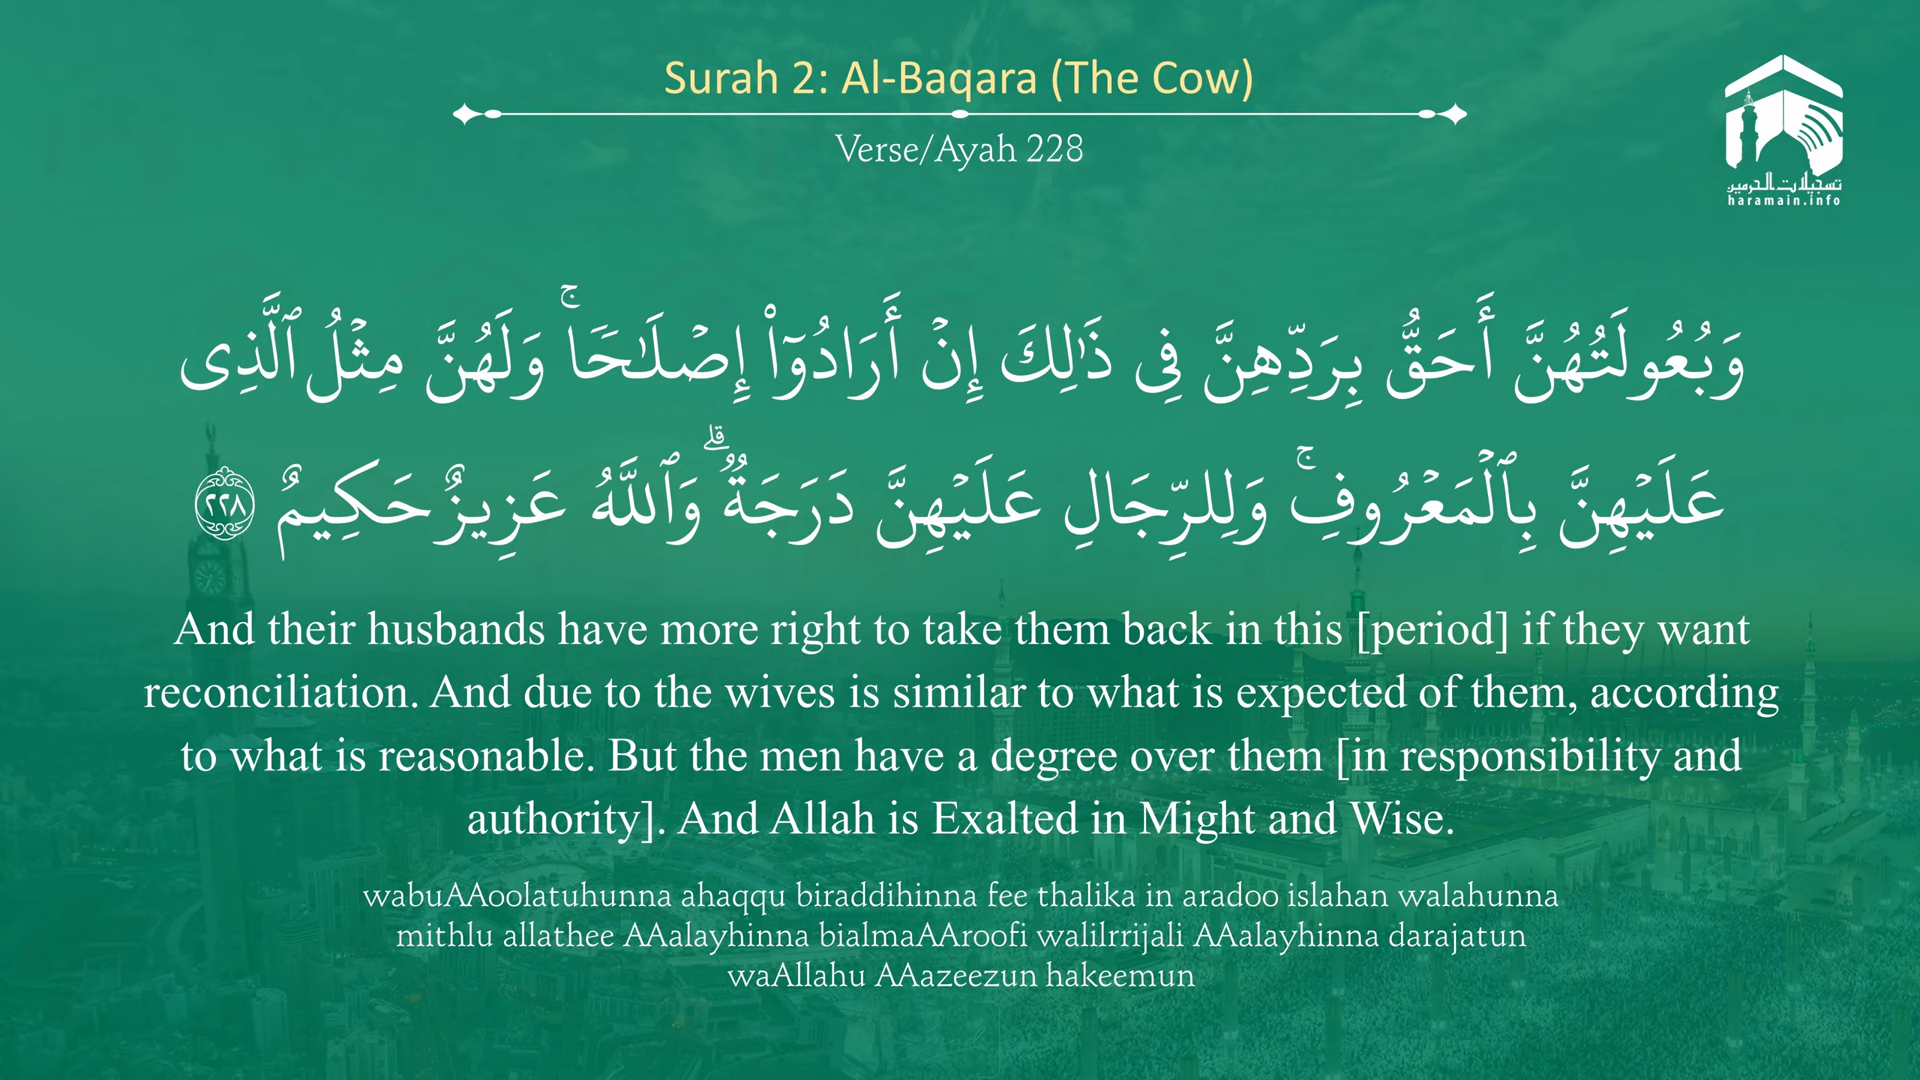 Surah 2: Al-Baqara (The Cow)
Verse/Ayah 228
تسجيلات الحرمين
haramain.info
وَبُعُولَتُهُنَّ أَحَقُّ بِرَدِّهِنَّ فِى ذَٰلِكَ إِنْ أَرَادُوٓا۟ إِصْلَـٰحًا ۚ وَلَهُنَّ مِثْلُ ٱلَّذِى
عَلَيْهِنَّ بِٱلْمَعْرُوفِ ۚ وَلِلرِّجَالِ عَلَيْهِنَّ دَرَجَةٌ ۗ وَٱللَّهُ عَزِيزٌ حَكِيمٌ ٢٢٨
And their husbands have more right to take them back in this [period] if they want
reconciliation. And due to the wives is similar to what is expected of them, according
to what is reasonable. But the men have a degree over them [in responsibility and
authority]. And Allah is Exalted in Might and Wise.
wabuAAoolatuhunna ahaqqu biraddihinna fee thalika in aradoo islahan walahunna
mithlu allathee AAalayhinna bialmaAAroofi walilrrijali AAalayhinna darajatun
waAllahu AAazeezun hakeemun